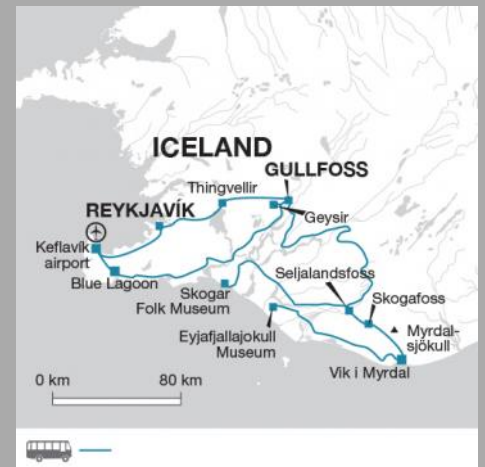 ICELAND
GULLFOSS
Thingvellir
REYKJAVÍK
Geysir
Keflavík
airport
Blue Lagoon
Seljalandsfoss
Skogar
Folk Museum
Skogafoss
Eyjafjallajokull
Museum
Myrdal-
sjökull
Vik i Myrdal
0 km
80 km